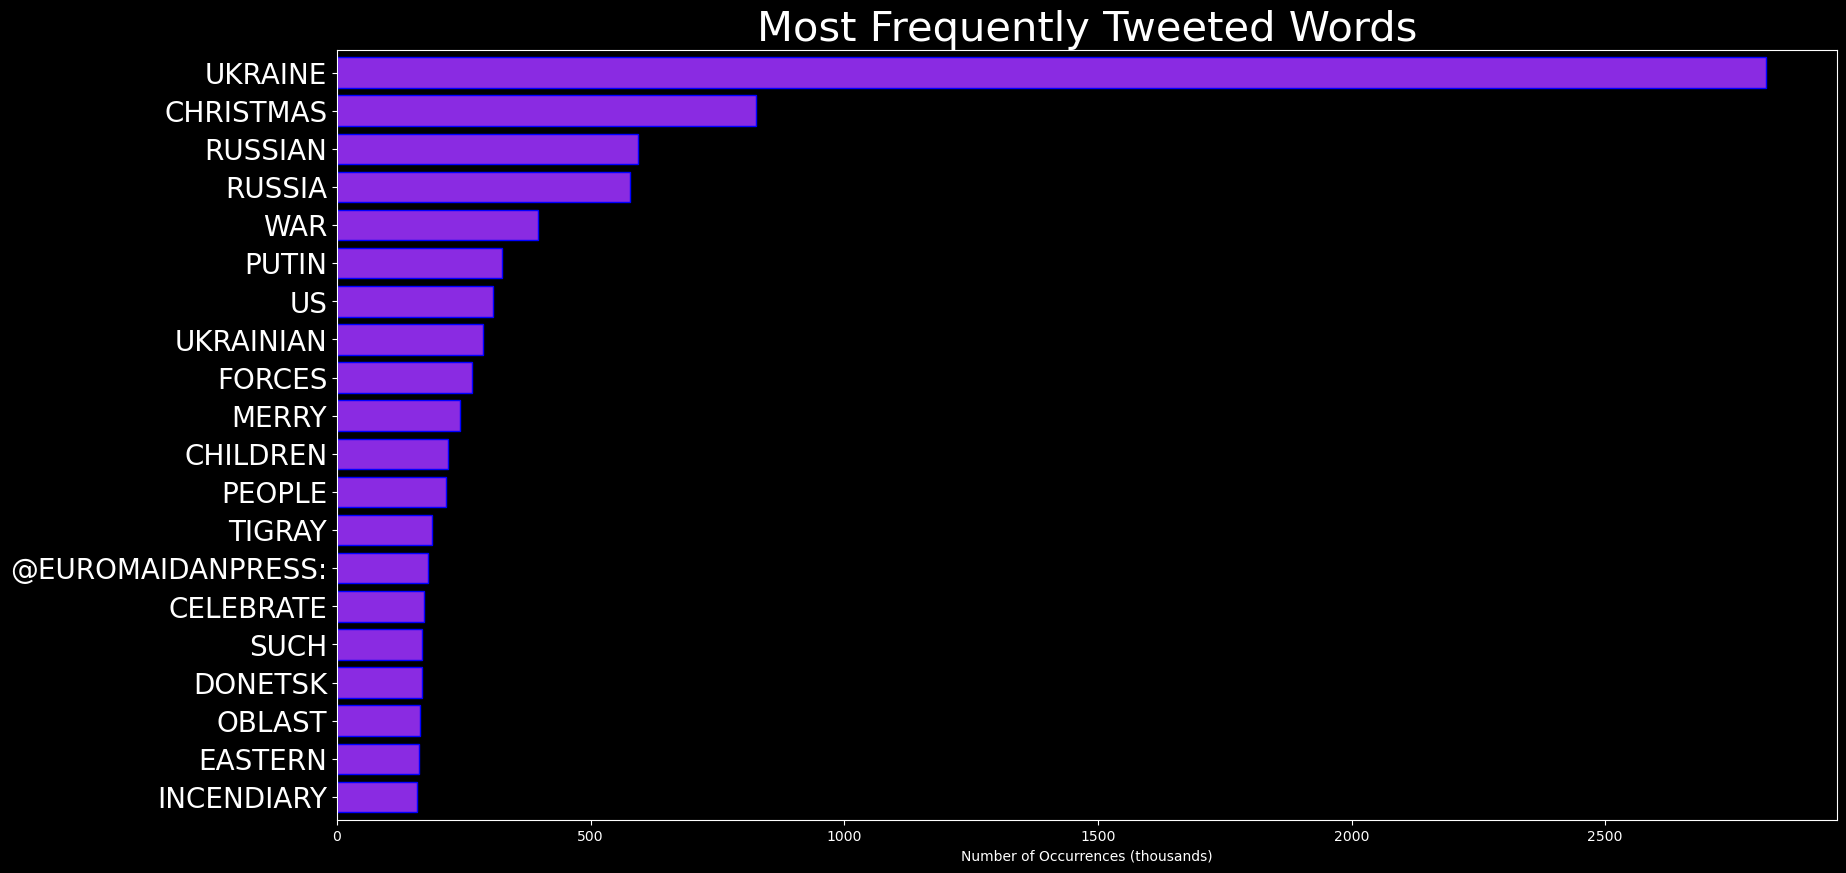 Most Frequently Tweeted Words
UKRAINE
CHRISTMAS
RUSSIAN
RUSSIA
WAR
PUTIN
US
UKRAINIAN
FORCES
MERRY
CHILDREN
PEOPLE
TIGRAY
@EUROMAIDANPRESS:
CELEBRATE
SUCH
DONETSK
OBLAST
EASTERN
INCENDIARY
0 500 1000 1500 2000 2500
Number of Occurrences (thousands)